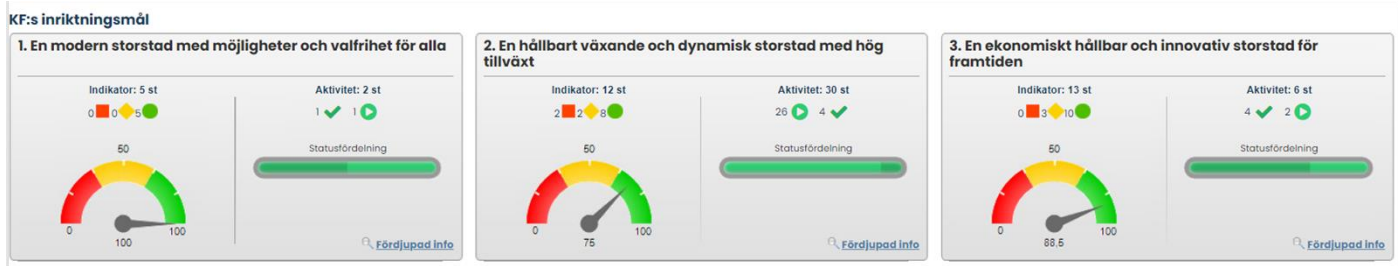 KF:s inriktningsmål
1. En modern storstad med möjligheter och valfrihet för alla
Indikator: 5 st
0 0 5
Aktivitet: 2 st
1 1
50
0
100
100
Statusfördelning
Fördjupad info
2. En hållbart växande och dynamisk storstad med hög
tillväxt
Indikator: 12 st
2 2 8
Aktivitet: 30 st
26 4
50
0
100
75
Statusfördelning
Fördjupad info
3. En ekonomiskt hållbar och innovativ storstad för
framtiden
Indikator: 13 st
0 3 10
Aktivitet: 6 st
4 2
50
0
100
88,5
Statusfördelning
Fördjupad info